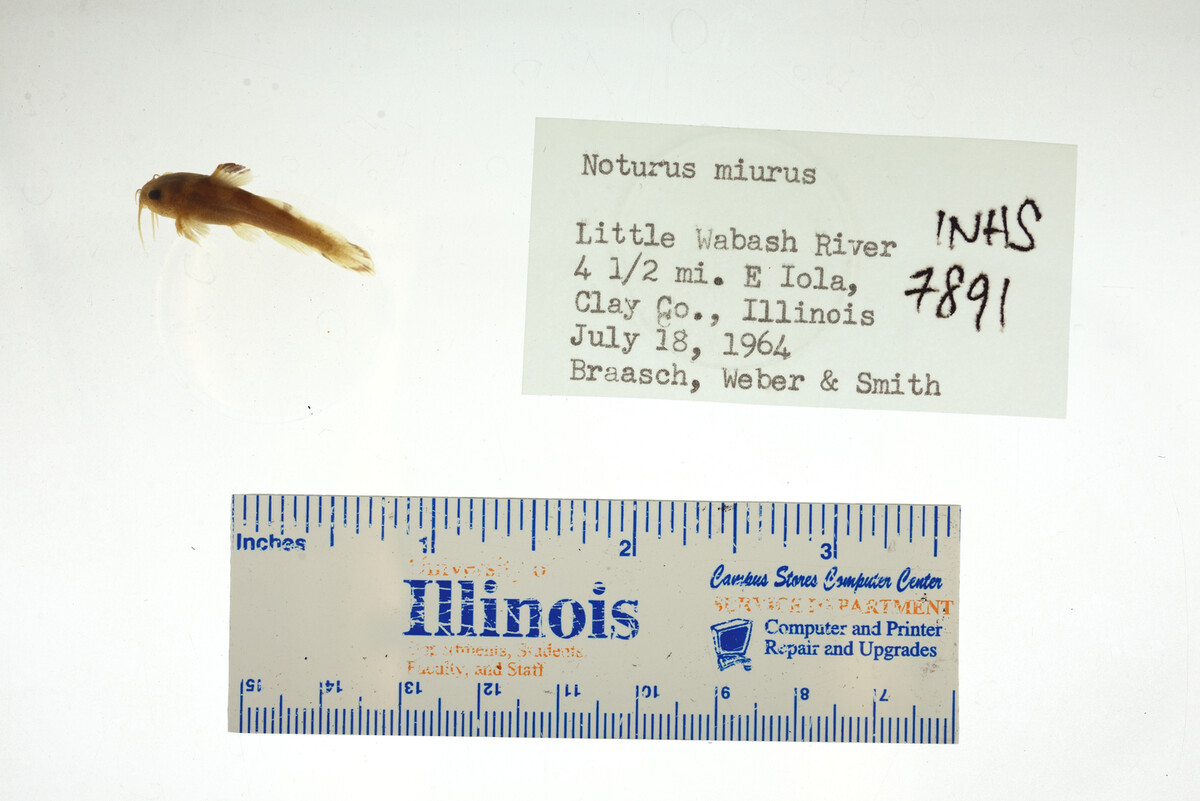 Noturus miurus
Little Wabash River
4 1/2 mi. E Iola,
Clay Co., Illinois
July 18, 1964
Braasch, Weber & Smith
INHS
7891
Inches 1 2 3
Illinois
Faculty, and Staff
Campus Stores Computer Center
SERVICE DEPARTMENT
Computer and Printer
Repair and Upgrades
15 14 13 12 11 10 9 8 7